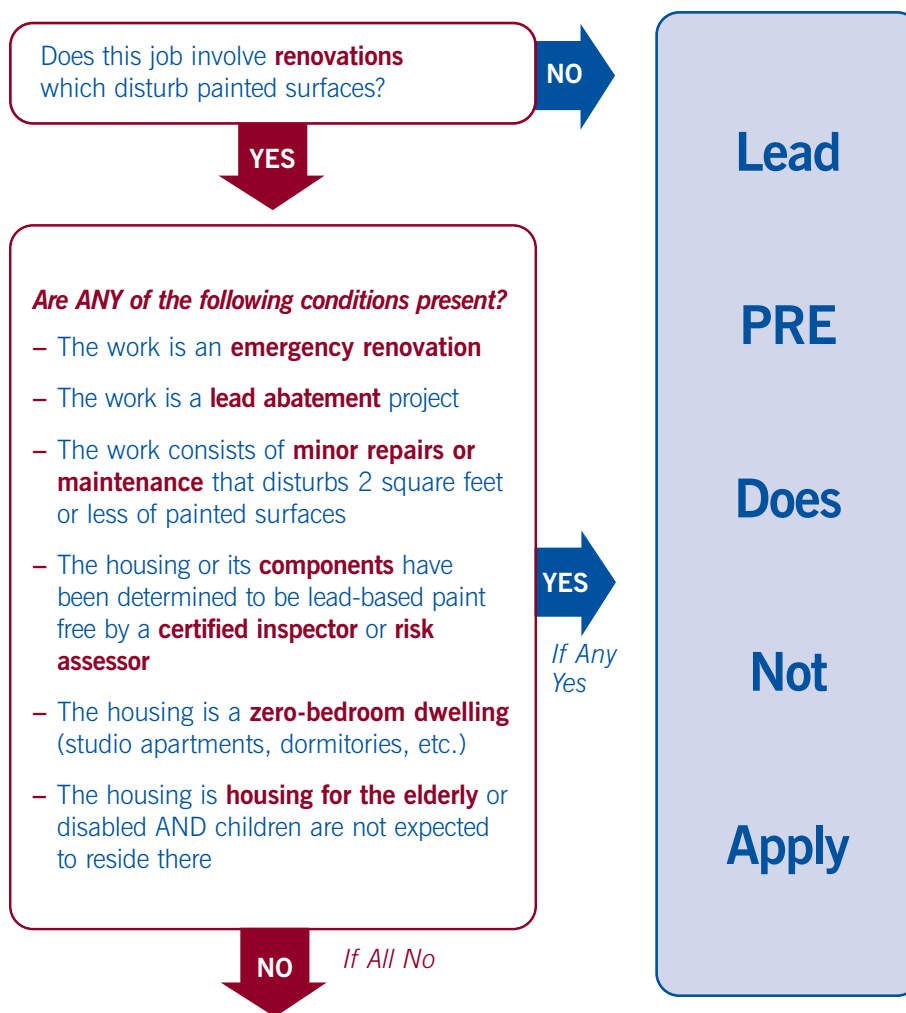 Does this job involve renovations
which disturb painted surfaces?
NO
YES
Are ANY of the following conditions present?
– The work is an emergency renovation
– The work is a lead abatement project
– The work consists of minor repairs or
maintenance that disturbs 2 square feet
or less of painted surfaces
– The housing or its components have
been determined to be lead-based paint
free by a certified inspector or risk
assessor
– The housing is a zero-bedroom dwelling
(studio apartments, dormitories, etc.)
– The housing is housing for the elderly or
disabled AND children are not expected
to reside there
YES
If Any
Yes
NO
If All No
Lead
PRE
Does
Not
Apply